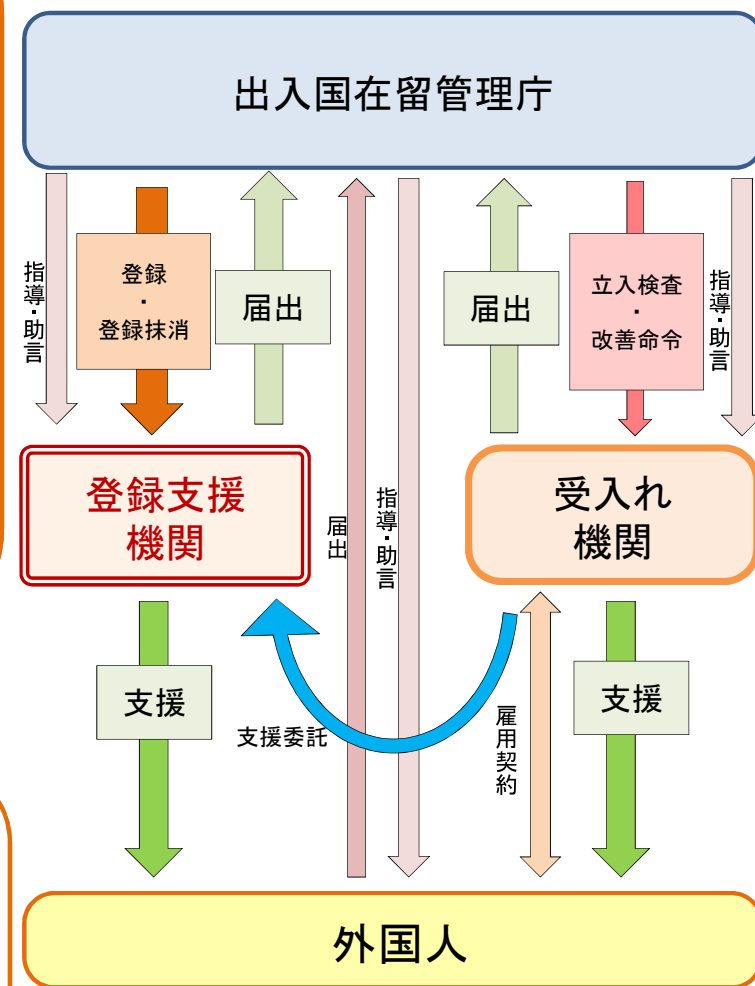 出入国在留管理庁
指導・助言
登録
・
登録抹消
届出
届出
立入検査
・
改善命令
指導・助言
登録支援
機関
届出
指導・助言
受入れ
機関
支援
支援委託
雇用契約
支援
外国人